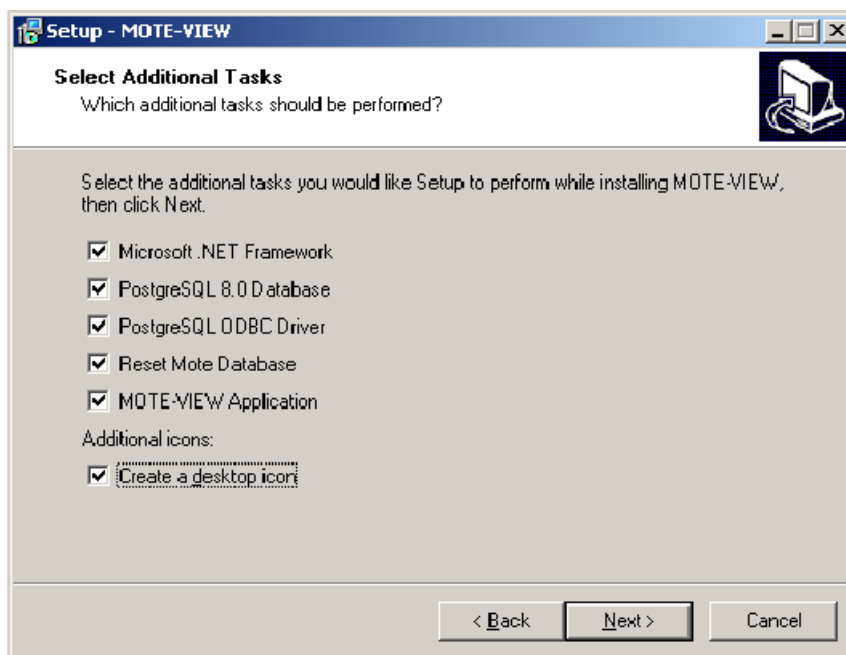 Setup - MOTE-VIEW
Select Additional Tasks
Which additional tasks should be performed?
Select the additional tasks you would like Setup to perform while installing MOTE-VIEW,
then click Next.
Microsoft .NET Framework
PostgreSQL 8.0 Database
PostgreSQL ODBC Driver
Reset Mote Database
MOTE-VIEW Application
Additional icons:
Create a desktop icon
< Back
Next >
Cancel